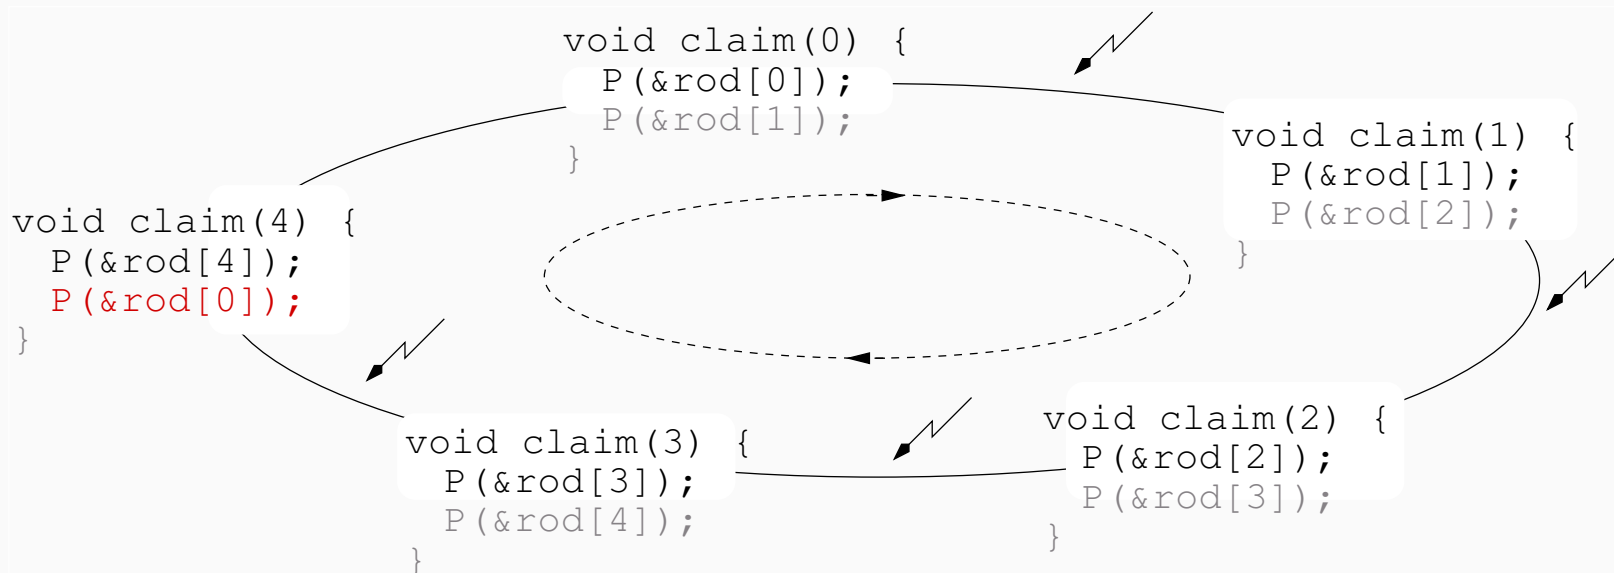 void claim(0) {
  P(&rod[0]);
  P(&rod[1]);
}
void claim(1) {
  P(&rod[1]);
  P(&rod[2]);
}
void claim(4) {
  P(&rod[4]);
  P(&rod[0]);
}
void claim(2) {
  P(&rod[2]);
  P(&rod[3]);
}
void claim(3) {
  P(&rod[3]);
  P(&rod[4]);
}